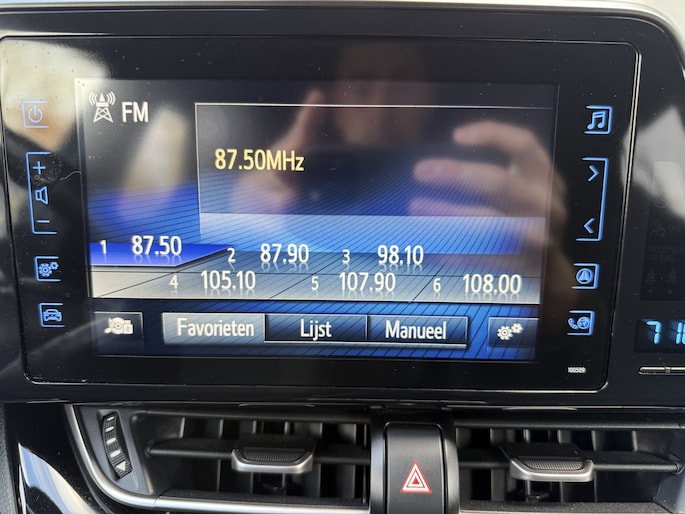 FM
87.50MHz
1 87.50 2 87.90 3 98.10
4 105.10 5 107.90 6 108.00
Favorieten Lijst Manueel
100509